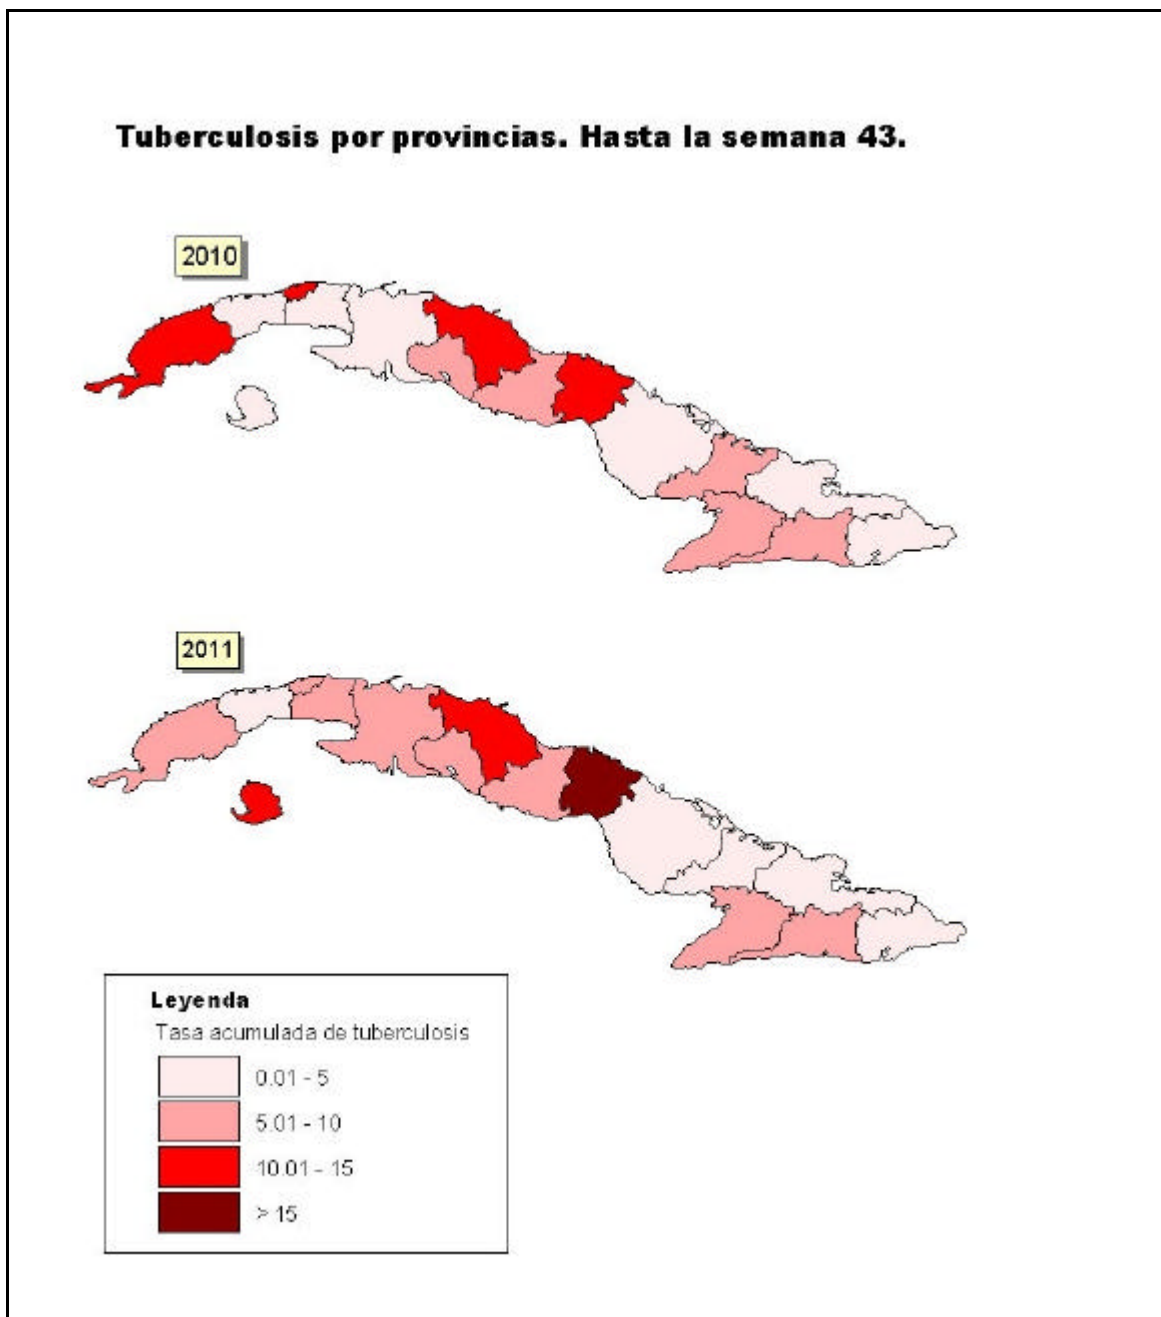 Tuberculosis por provincias. Hasta la semana 43.
2010
2011
Leyenda
Tasa acumulada de tuberculosis
0.01 - 5
5.01 - 10
10.01 - 15
> 15